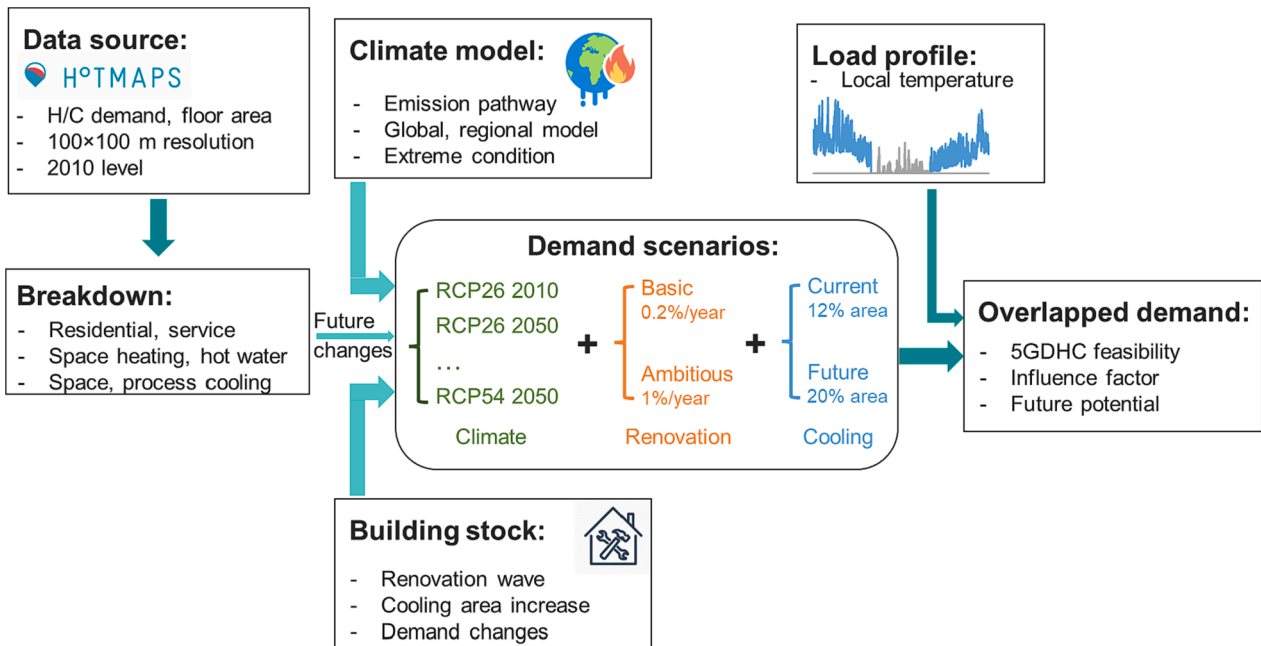 Data source:
HOTMAPS
- H/C demand, floor area
- 100×100 m resolution
- 2010 level
Climate model:
- Emission pathway
- Global, regional model
- Extreme condition
Load profile:
- Local temperature
Breakdown:
- Residential, service
- Space heating, hot water
- Space, process cooling
Future
changes
Demand scenarios:
RCP26 2010
RCP26 2050
...
RCP54 2050
Climate
+
Basic
0.2%/year
Ambitious
1%/year
Renovation
+
Current
12% area
Future
20% area
Cooling
Overlapped demand:
- 5GDHC feasibility
- Influence factor
- Future potential
Building stock:
- Renovation wave
- Cooling area increase
- Demand changes